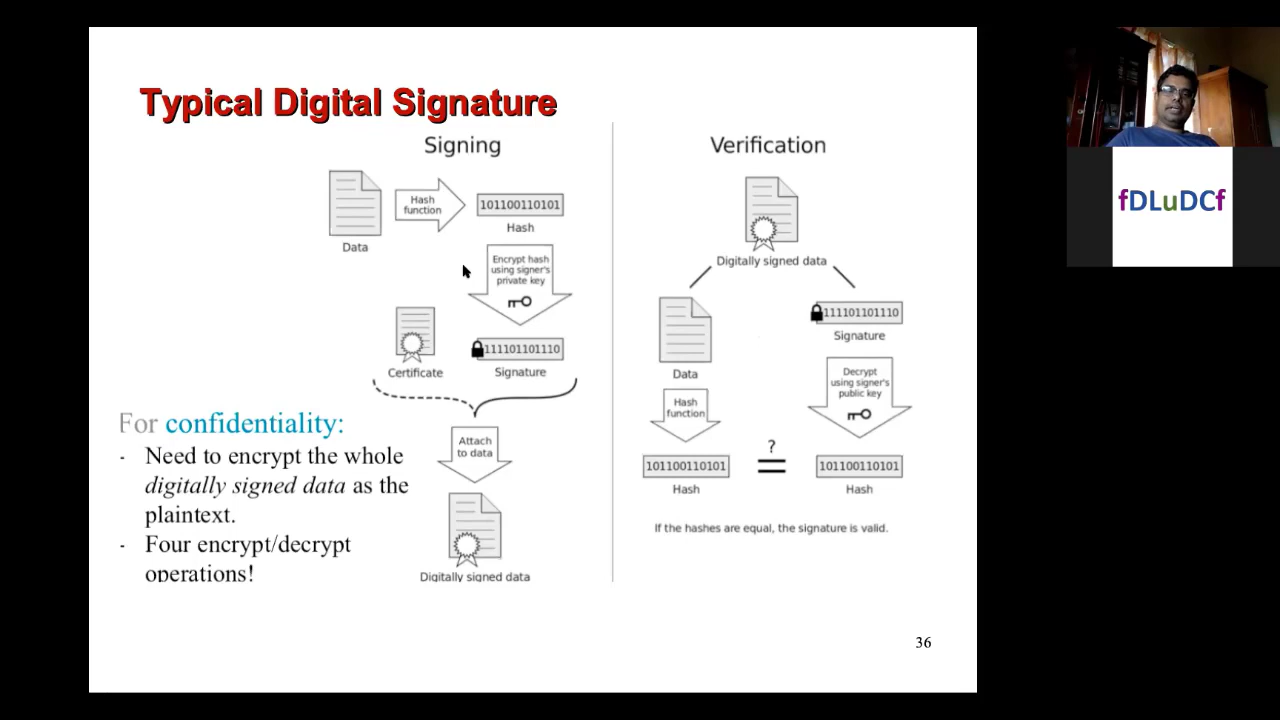 Typical Digital Signature
Signing
Data
Hash
function
101100110101
Hash
Encrypt hash
using signer's
private key
Certificate
111101101110
Signature
Attach
to data
Digitally signed data
For confidentiality:
- Need to encrypt the whole
digitally signed data as the
plaintext.
- Four encrypt/decrypt
operations!
Verification
Digitally signed data
Data
Hash
function
101100110101
Hash
111101101110
Signature
Decrypt
using signer's
public key
101100110101
Hash
?
=
If the hashes are equal, the signature is valid.
36
fDLuDCf